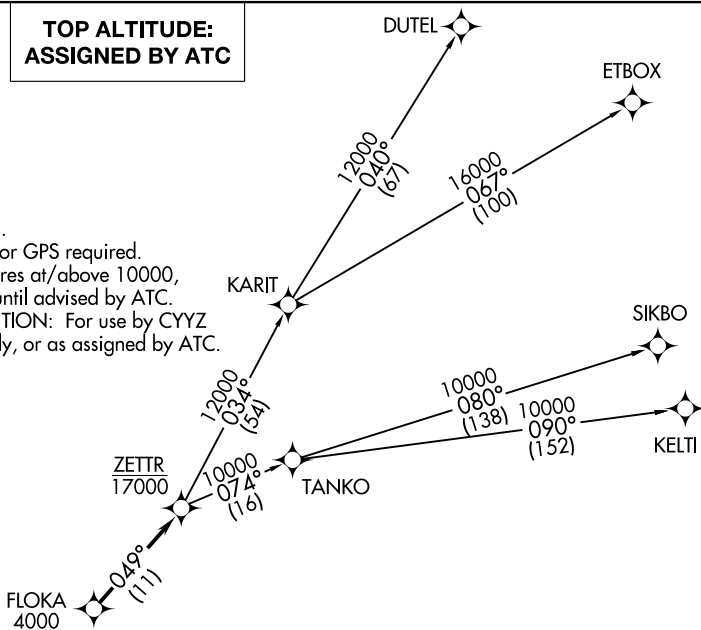 TOP ALTITUDE:
ASSIGNED BY ATC
DUTEL
ETBOX
12000
040°
(67)
16000
067°
(100)
.
or GPS required.
res at/above 10000,
until advised by ATC.
TION: For use by CYYZ
ly, or as assigned by ATC.
KARIT
SIKBO
12000
034°
(54)
10000
080°
(138)
10000
090°
(152)
KELTI
ZETTR
17000
10000
074°
(16)
TANKO
049°
(11)
FLOKA
4000